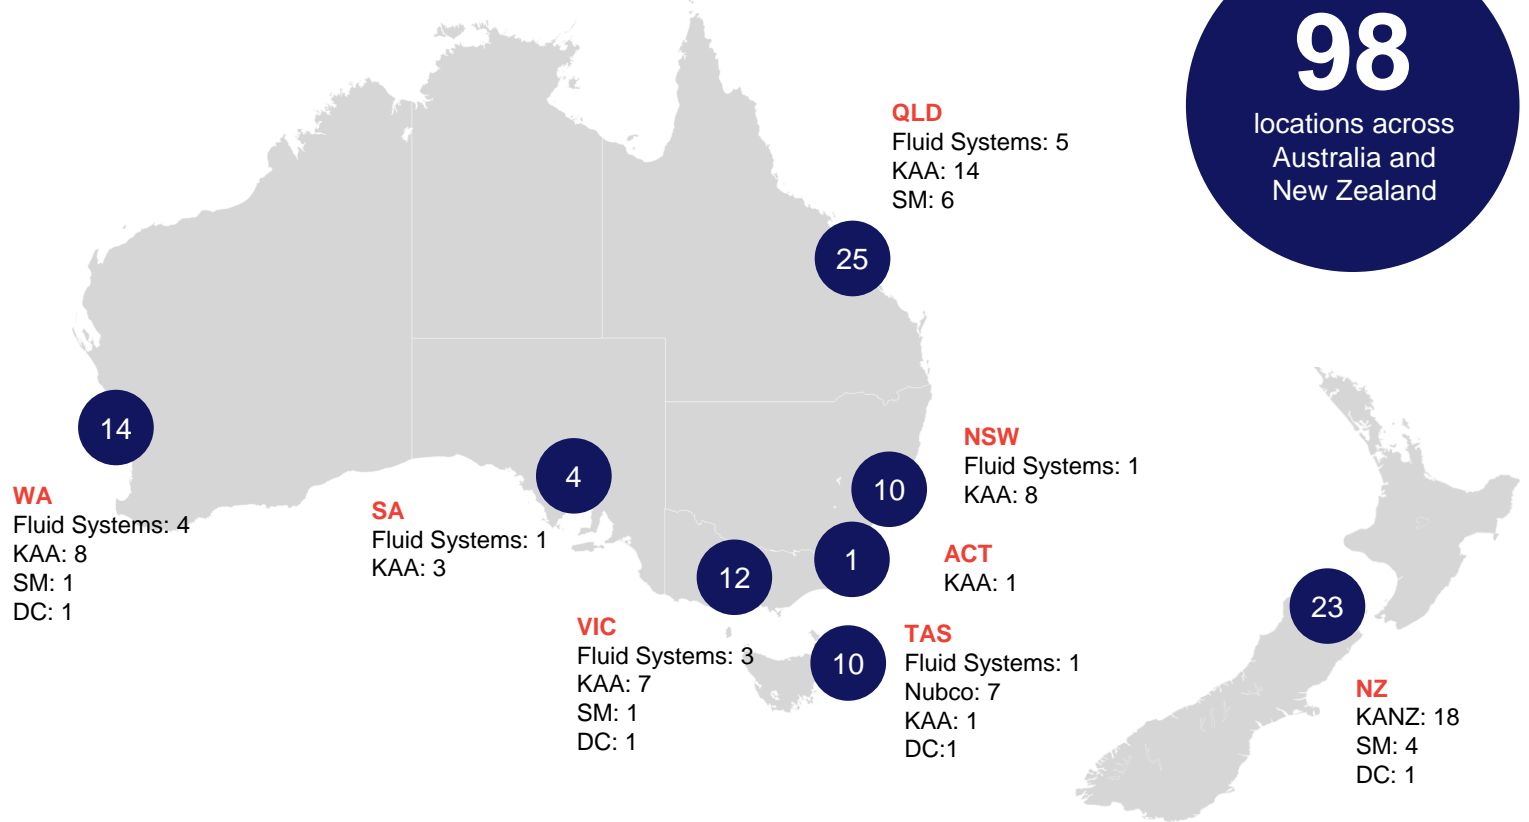 98
locations across
Australia and
New Zealand
QLD
Fluid Systems: 5
KAA: 14
SM: 6
25
14
WA
Fluid Systems: 4
KAA: 8
SM: 1
DC: 1
4
SA
Fluid Systems: 1
KAA: 3
10
NSW
Fluid Systems: 1
KAA: 8
1
ACT
KAA: 1
12
VIC
Fluid Systems: 3
KAA: 7
SM: 1
DC: 1
10
TAS
Fluid Systems: 1
Nubco: 7
KAA: 1
DC:1
23
NZ
KANZ: 18
SM: 4
DC: 1